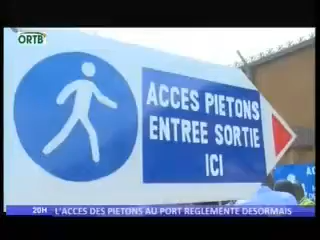 ORTB
ACCES PIETONS
ENTREE SORTIE
ICI
20H L'ACCES DES PIETONS AU PORT REGLEMENTE DESORMAIS